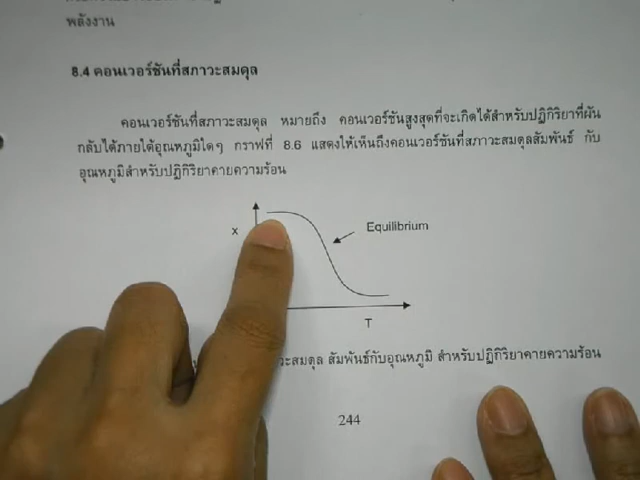 พลังงาน
8.4 คอนเวอร์ชันที่สภาวะสมดุล
คอนเวอร์ชันที่สภาวะสมดุล หมายถึง คอนเวอร์ชันสูงสุดที่จะเกิดได้สำหรับปฏิกิริยาที่ผัน
กลับได้ภายใต้อุณหภูมิใดๆ กราฟที่ 8.6 แสดงให้เห็นถึงคอนเวอร์ชันที่สภาวะสมดุลสัมพันธ์ กับ
อุณหภูมิสำหรับปฏิกิริยาคายความร้อน
Equilibrium
x
T
าวะสมดุล สัมพันธ์กับอุณหภูมิ สำหรับปฏิกิริยาคายความร้อน
244